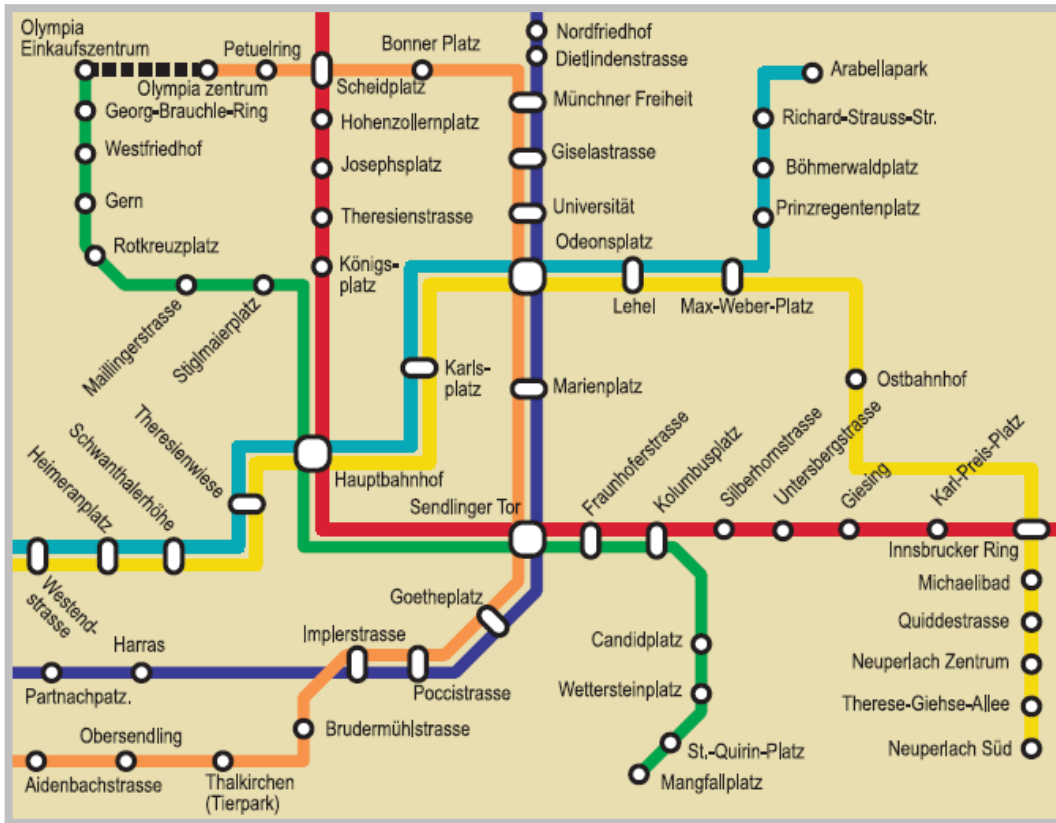 Olympia
Einkaufszentrum
Petuelring
Bonner Platz
Nordfriedhof
Dietlindenstrasse
Olympia zentrum
Scheidplatz
Arabellapark
Georg-Brauchle-Ring
Hohenzollernplatz
Münchner Freiheit
Richard-Strauss-Str.
Westfriedhof
Josephsplatz
Giselastrasse
Böhmerwaldplatz
Gern
Theresienstrasse
Universität
Prinzregentenplatz
Rotkreuzplatz
Königs-
platz
Odeonsplatz
Lehel
Max-Weber-Platz
Maillingerstrasse
Stiglmaierplatz
Karls-
platz
Marienplatz
Ostbahnhof
Heimeranplatz
Schwanthalerhöhe
Theresienwiese
Hauptbahnhof
Sendlinger Tor
Fraunhoferstrasse
Kolumbusplatz
Silberhornstrasse
Untersbergstrasse
Giesing
Karl-Preis-Platz
Innsbrucker Ring
Westend-
strasse
Goetheplatz
Michaelibad
Harras
Implerstrasse
Candidplatz
Quiddestrasse
Partnachpatz.
Poccistrasse
Wettersteinplatz
Neuperlach Zentrum
Obersendling
Brudermühlstrasse
Therese-Giehse-Allee
Aidenbachstrasse
Thalkirchen
(Tierpark)
St.-Quirin-Platz
Mangfallplatz
Neuperlach Süd